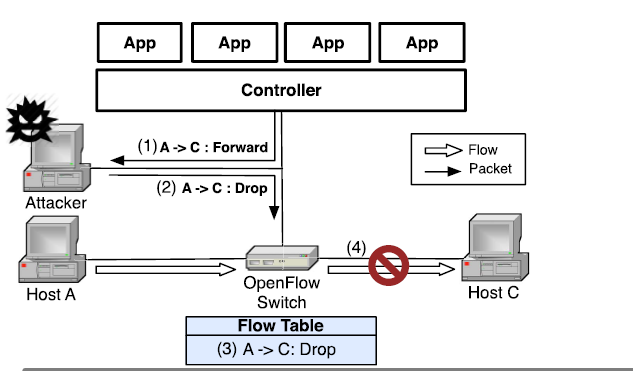 App App App App
Controller
(1) A -> C : Forward
(2) A -> C : Drop
Flow
Packet
Attacker
Host A
OpenFlow
Switch
(4)
Host C
Flow Table
(3) A -> C: Drop